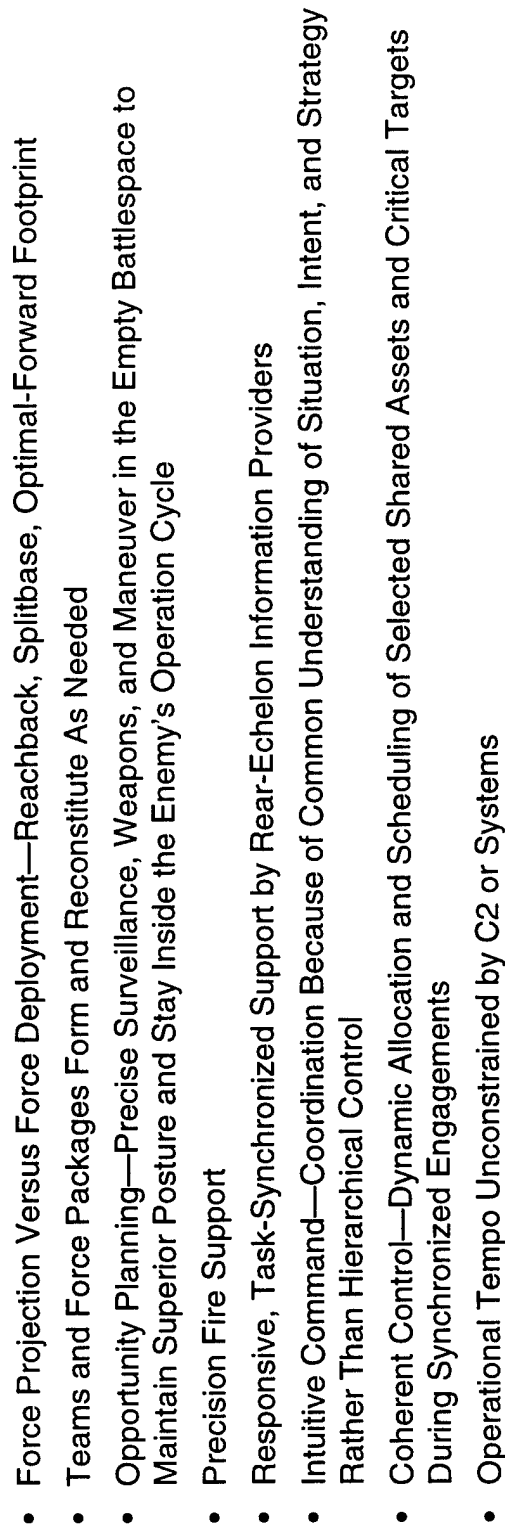 • Force Projection Versus Force Deployment—Reachback, Splitbase, Optimal-Forward Footprint
• Teams and Force Packages Form and Reconstitute As Needed
• Opportunity Planning—Precise Surveillance, Weapons, and Maneuver in the Empty Battlespace to
Maintain Superior Posture and Stay Inside the Enemy's Operation Cycle
• Precision Fire Support
• Responsive, Task-Synchronized Support by Rear-Echelon Information Providers
• Intuitive Command—Coordination Because of Common Understanding of Situation, Intent, and Strategy
Rather Than Hierarchical Control
• Coherent Control—Dynamic Allocation and Scheduling of Selected Shared Assets and Critical Targets
During Synchronized Engagements
• Operational Tempo Unconstrained by C2 or Systems